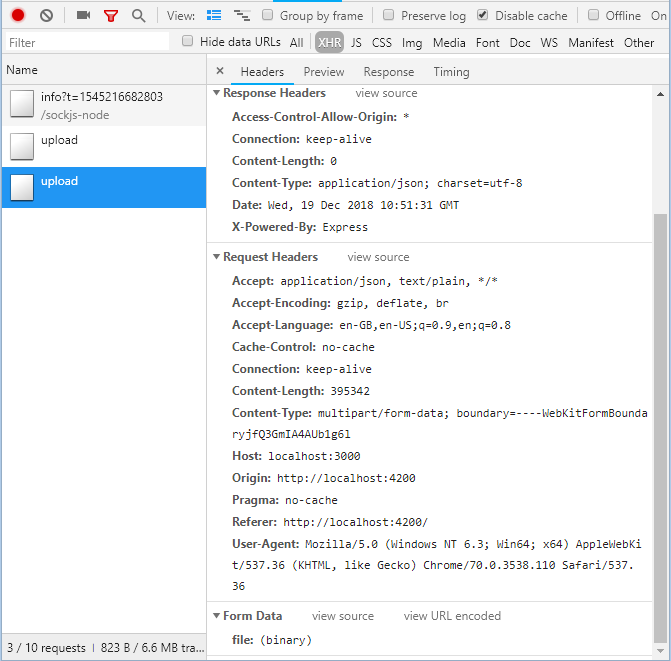 View: Group by frame Preserve log Disable cache Offline On
Filter Hide data URLs All XHR JS CSS Img Media Font Doc WS Manifest Other
Name
info?t=1545216682803
/sockjs-node
upload
upload
3 / 10 requests | 823 B / 6.6 MB tra...
× Headers Preview Response Timing
Response Headers view source
Access-Control-Allow-Origin: *
Connection: keep-alive
Content-Length: 0
Content-Type: application/json; charset=utf-8
Date: Wed, 19 Dec 2018 10:51:31 GMT
X-Powered-By: Express
Request Headers view source
Accept: application/json, text/plain, */*
Accept-Encoding: gzip, deflate, br
Accept-Language: en-GB,en-US;q=0.9,en;q=0.8
Cache-Control: no-cache
Connection: keep-alive
Content-Length: 395342
Content-Type: multipart/form-data; boundary=----WebKitFormBounda
ryjfQ3GmIA4AUb1g6l
Host: localhost:3000
Origin: http://localhost:4200
Pragma: no-cache
Referer: http://localhost:4200/
User-Agent: Mozilla/5.0 (Windows NT 6.3; Win64; x64) AppleWebKi
t/537.36 (KHTML, like Gecko) Chrome/70.0.3538.110 Safari/537.
36
Form Data view source view URL encoded
file: (binary)